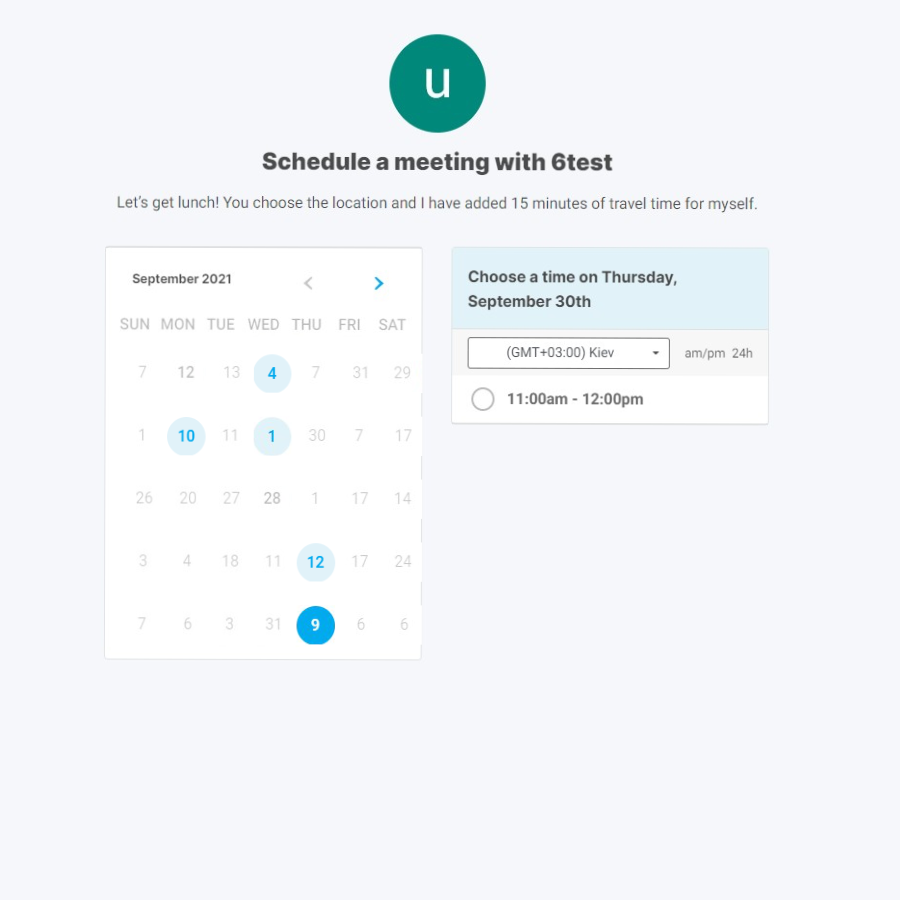 u
Schedule a meeting with 6test
Let's get lunch! You choose the location and I have added 15 minutes of travel time for myself.
September 2021
SUN MON TUE WED THU FRI SAT
7 12 13 4 7 31 29
1 10 11 1 30 7 17
26 20 27 28 1 17 14
3 4 18 11 12 17 24
7 6 3 31 9 6 6
Choose a time on Thursday,
September 30th
(GMT+03:00) Kiev am/pm 24h
11:00am - 12:00pm